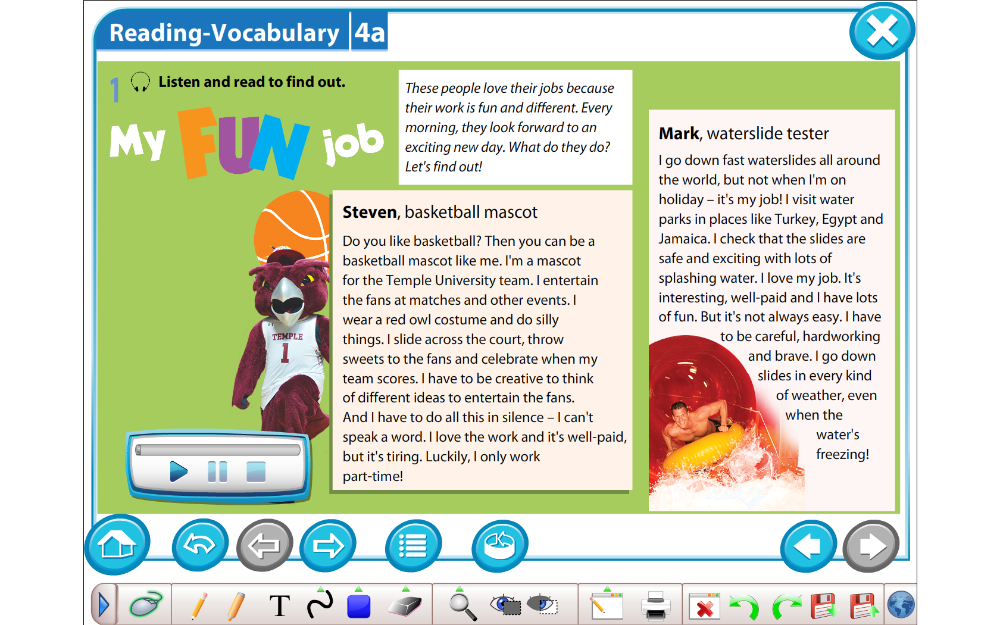 Reading-Vocabulary 4a
1 Listen and read to find out.
My FUN job
These people love their jobs because
their work is fun and different. Every
morning, they look forward to an
exciting new day. What do they do?
Let's find out!
Steven, basketball mascot
Do you like basketball? Then you can be a
basketball mascot like me. I'm a mascot
for the Temple University team. I entertain
the fans at matches and other events. I
wear a red owl costume and do silly
things. I slide across the court, throw
sweets to the fans and celebrate when my
team scores. I have to be creative to think
of different ideas to entertain the fans.
And I have to do all this in silence – I can't
speak a word. I love the work and it's well-paid,
but it's tiring. Luckily, I only work
part-time!
TEMPLE
1
Mark, waterslide tester
I go down fast waterslides all around
the world, but not when I'm on
holiday – it's my job! I visit water
parks in places like Turkey, Egypt and
Jamaica. I check that the slides are
safe and exciting with lots of
splashing water. I love my job. It's
interesting, well-paid and I have lots
of fun. But it's not always easy. I have
to be careful, hardworking
and brave. I go down
slides in every kind
of weather, even
when the
water's
freezing!
T